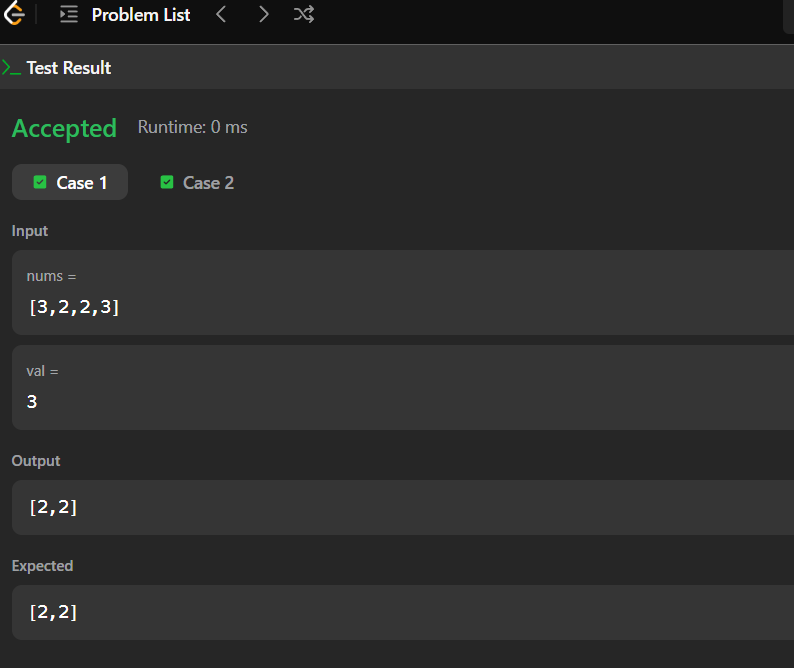 Problem List
Test Result
Accepted Runtime: 0 ms
Case 1 Case 2
Input
nums =
[3,2,2,3]
val =
3
Output
[2,2]
Expected
[2,2]